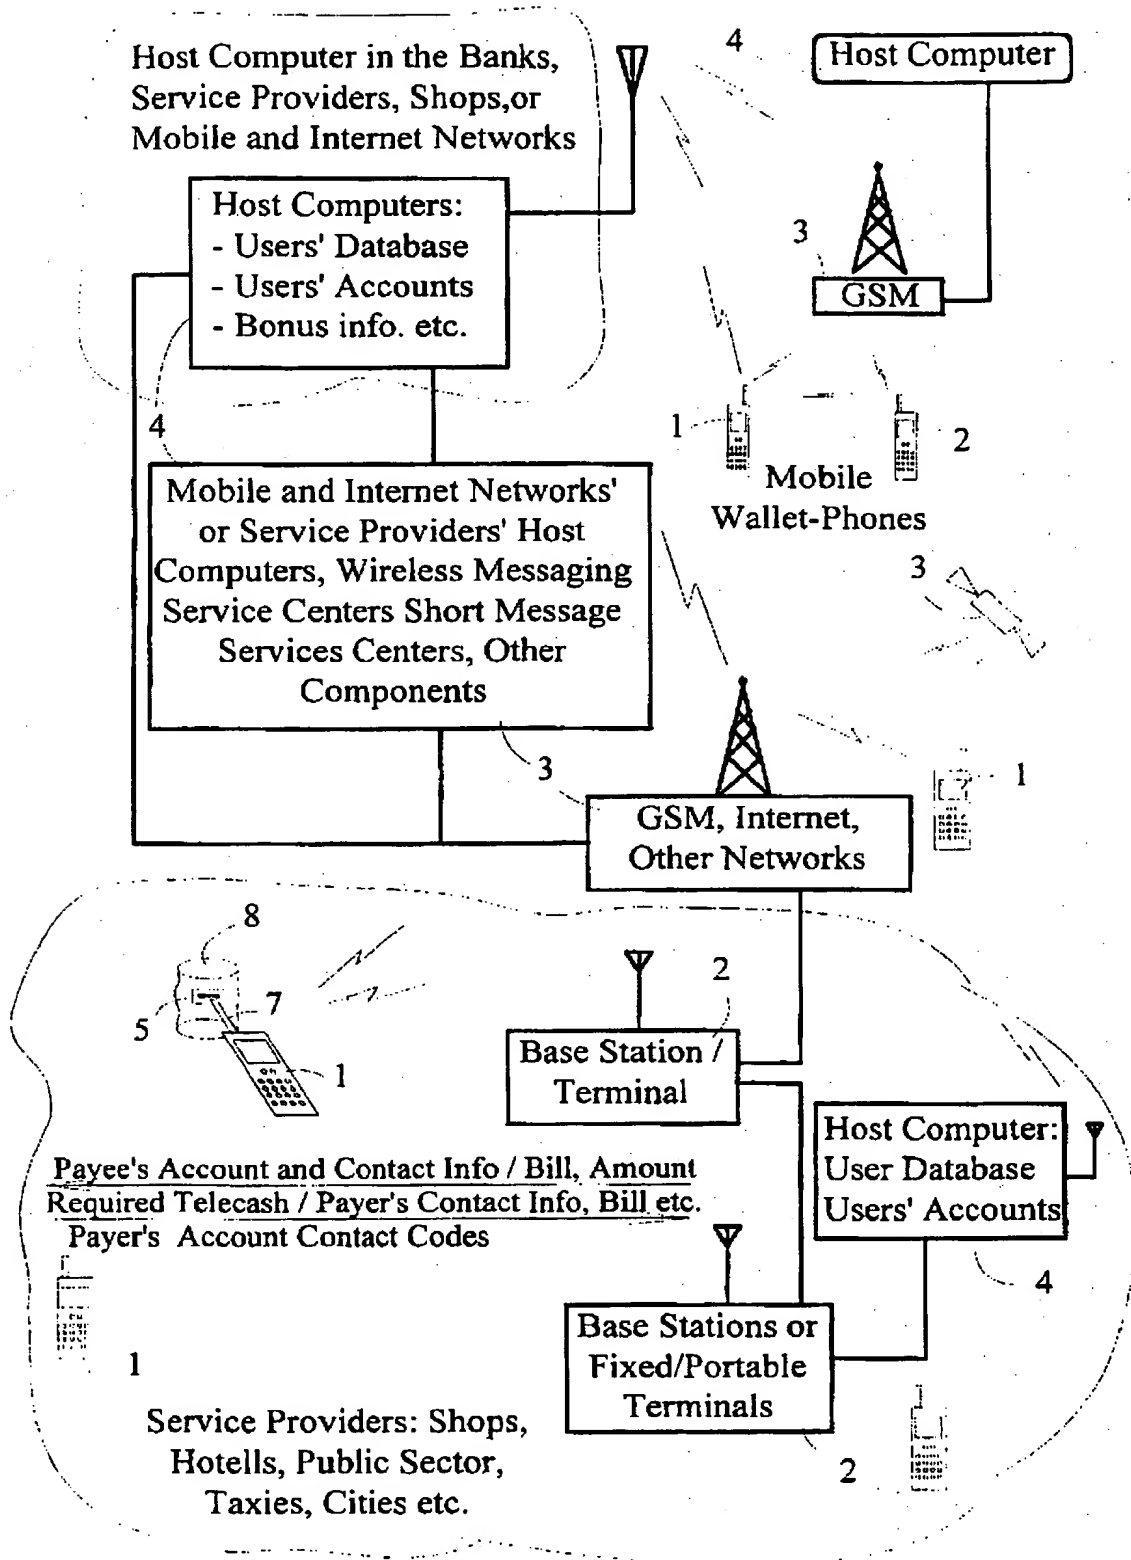 Host Computer in the Banks,
Service Providers, Shops,or
Mobile and Internet Networks
4
Host Computer
Host Computers:
- Users' Database
- Users' Accounts
- Bonus info. etc.
3
GSM
4
1
2
Mobile
Wallet-Phones
Mobile and Internet Networks'
or Service Providers' Host
Computers, Wireless Messaging
Service Centers Short Message
Services Centers, Other
Components
3
3
1
GSM, Internet,
Other Networks
8
5
7
1
2
Base Station /
Terminal
Host Computer:
User Database
Users' Accounts
4
Payee's Account and Contact Info / Bill, Amount
Required Telecash / Payer's Contact Info, Bill etc.
Payer's Account Contact Codes
1
Base Stations or
Fixed/Portable
Terminals
2
Service Providers: Shops,
Hotells, Public Sector,
Taxies, Cities etc.